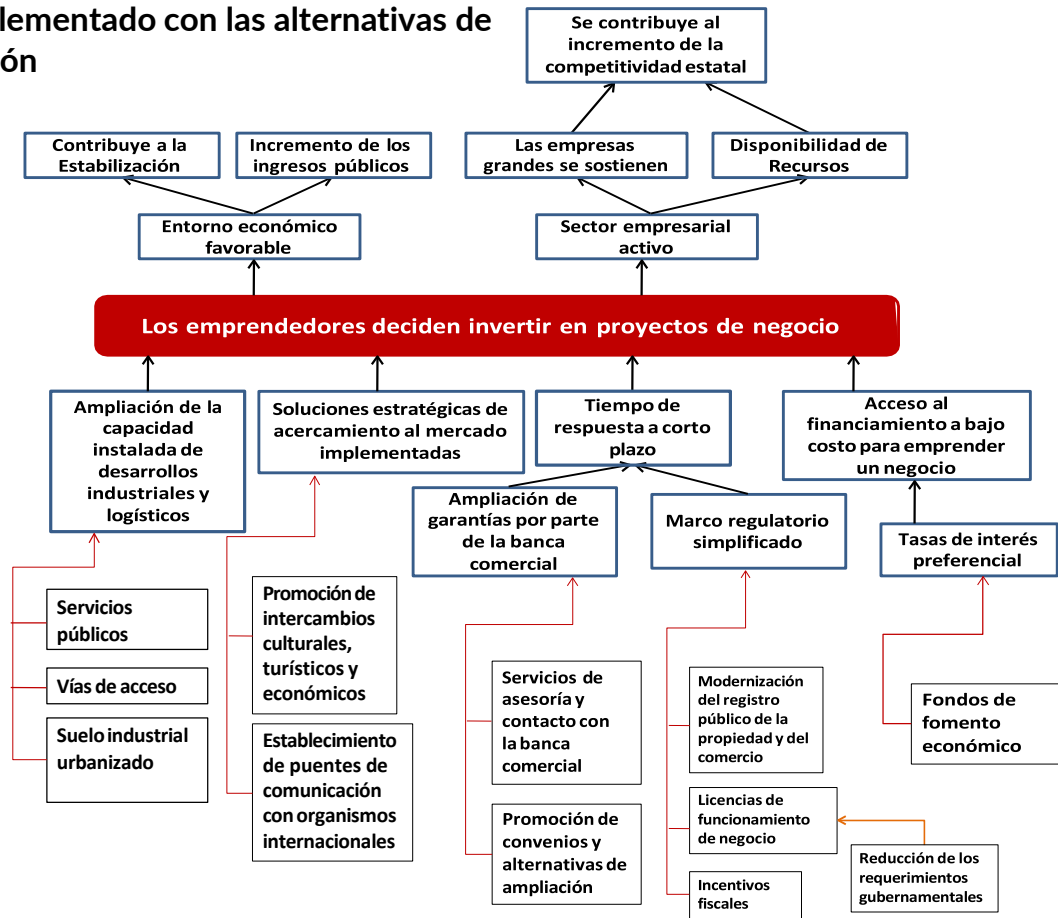 lementado con las alternativas de
ón
Se contribuye al
incremento de la
competitividad estatal
Contribuye a la
Estabilización
Incremento de los
ingresos públicos
Las empresas
grandes se sostienen
Disponibilidad de
Recursos
Entorno económico
favorable
Sector empresarial
activo
Los emprendedores deciden invertir en proyectos de negocio
Ampliación de la
capacidad
instalada de
desarrollos
industriales y
logísticos
Soluciones estratégicas de
acercamiento al mercado
implementadas
Tiempo de
respuesta a corto
plazo
Acceso al
financiamiento a bajo
costo para emprender
un negocio
Ampliación de
garantías por parte
de la banca
comercial
Marco regulatorio
simplificado
Tasas de interés
preferencial
Servicios
públicos
Vías de acceso
Suelo industrial
urbanizado
Promoción de
intercambios
culturales,
turísticos y
económicos
Establecimiento
de puentes de
comunicación
con organismos
internacionales
Servicios de
asesoría y
contacto con
la banca
comercial
Promoción de
convenios y
alternativas de
ampliación
Modernización
del registro
público de la
propiedad y del
comercio
Licencias de
funcionamiento
de negocio
Incentivos
fiscales
Reducción de los
requerimientos
gubernamentales
Fondos de
fomento
económico